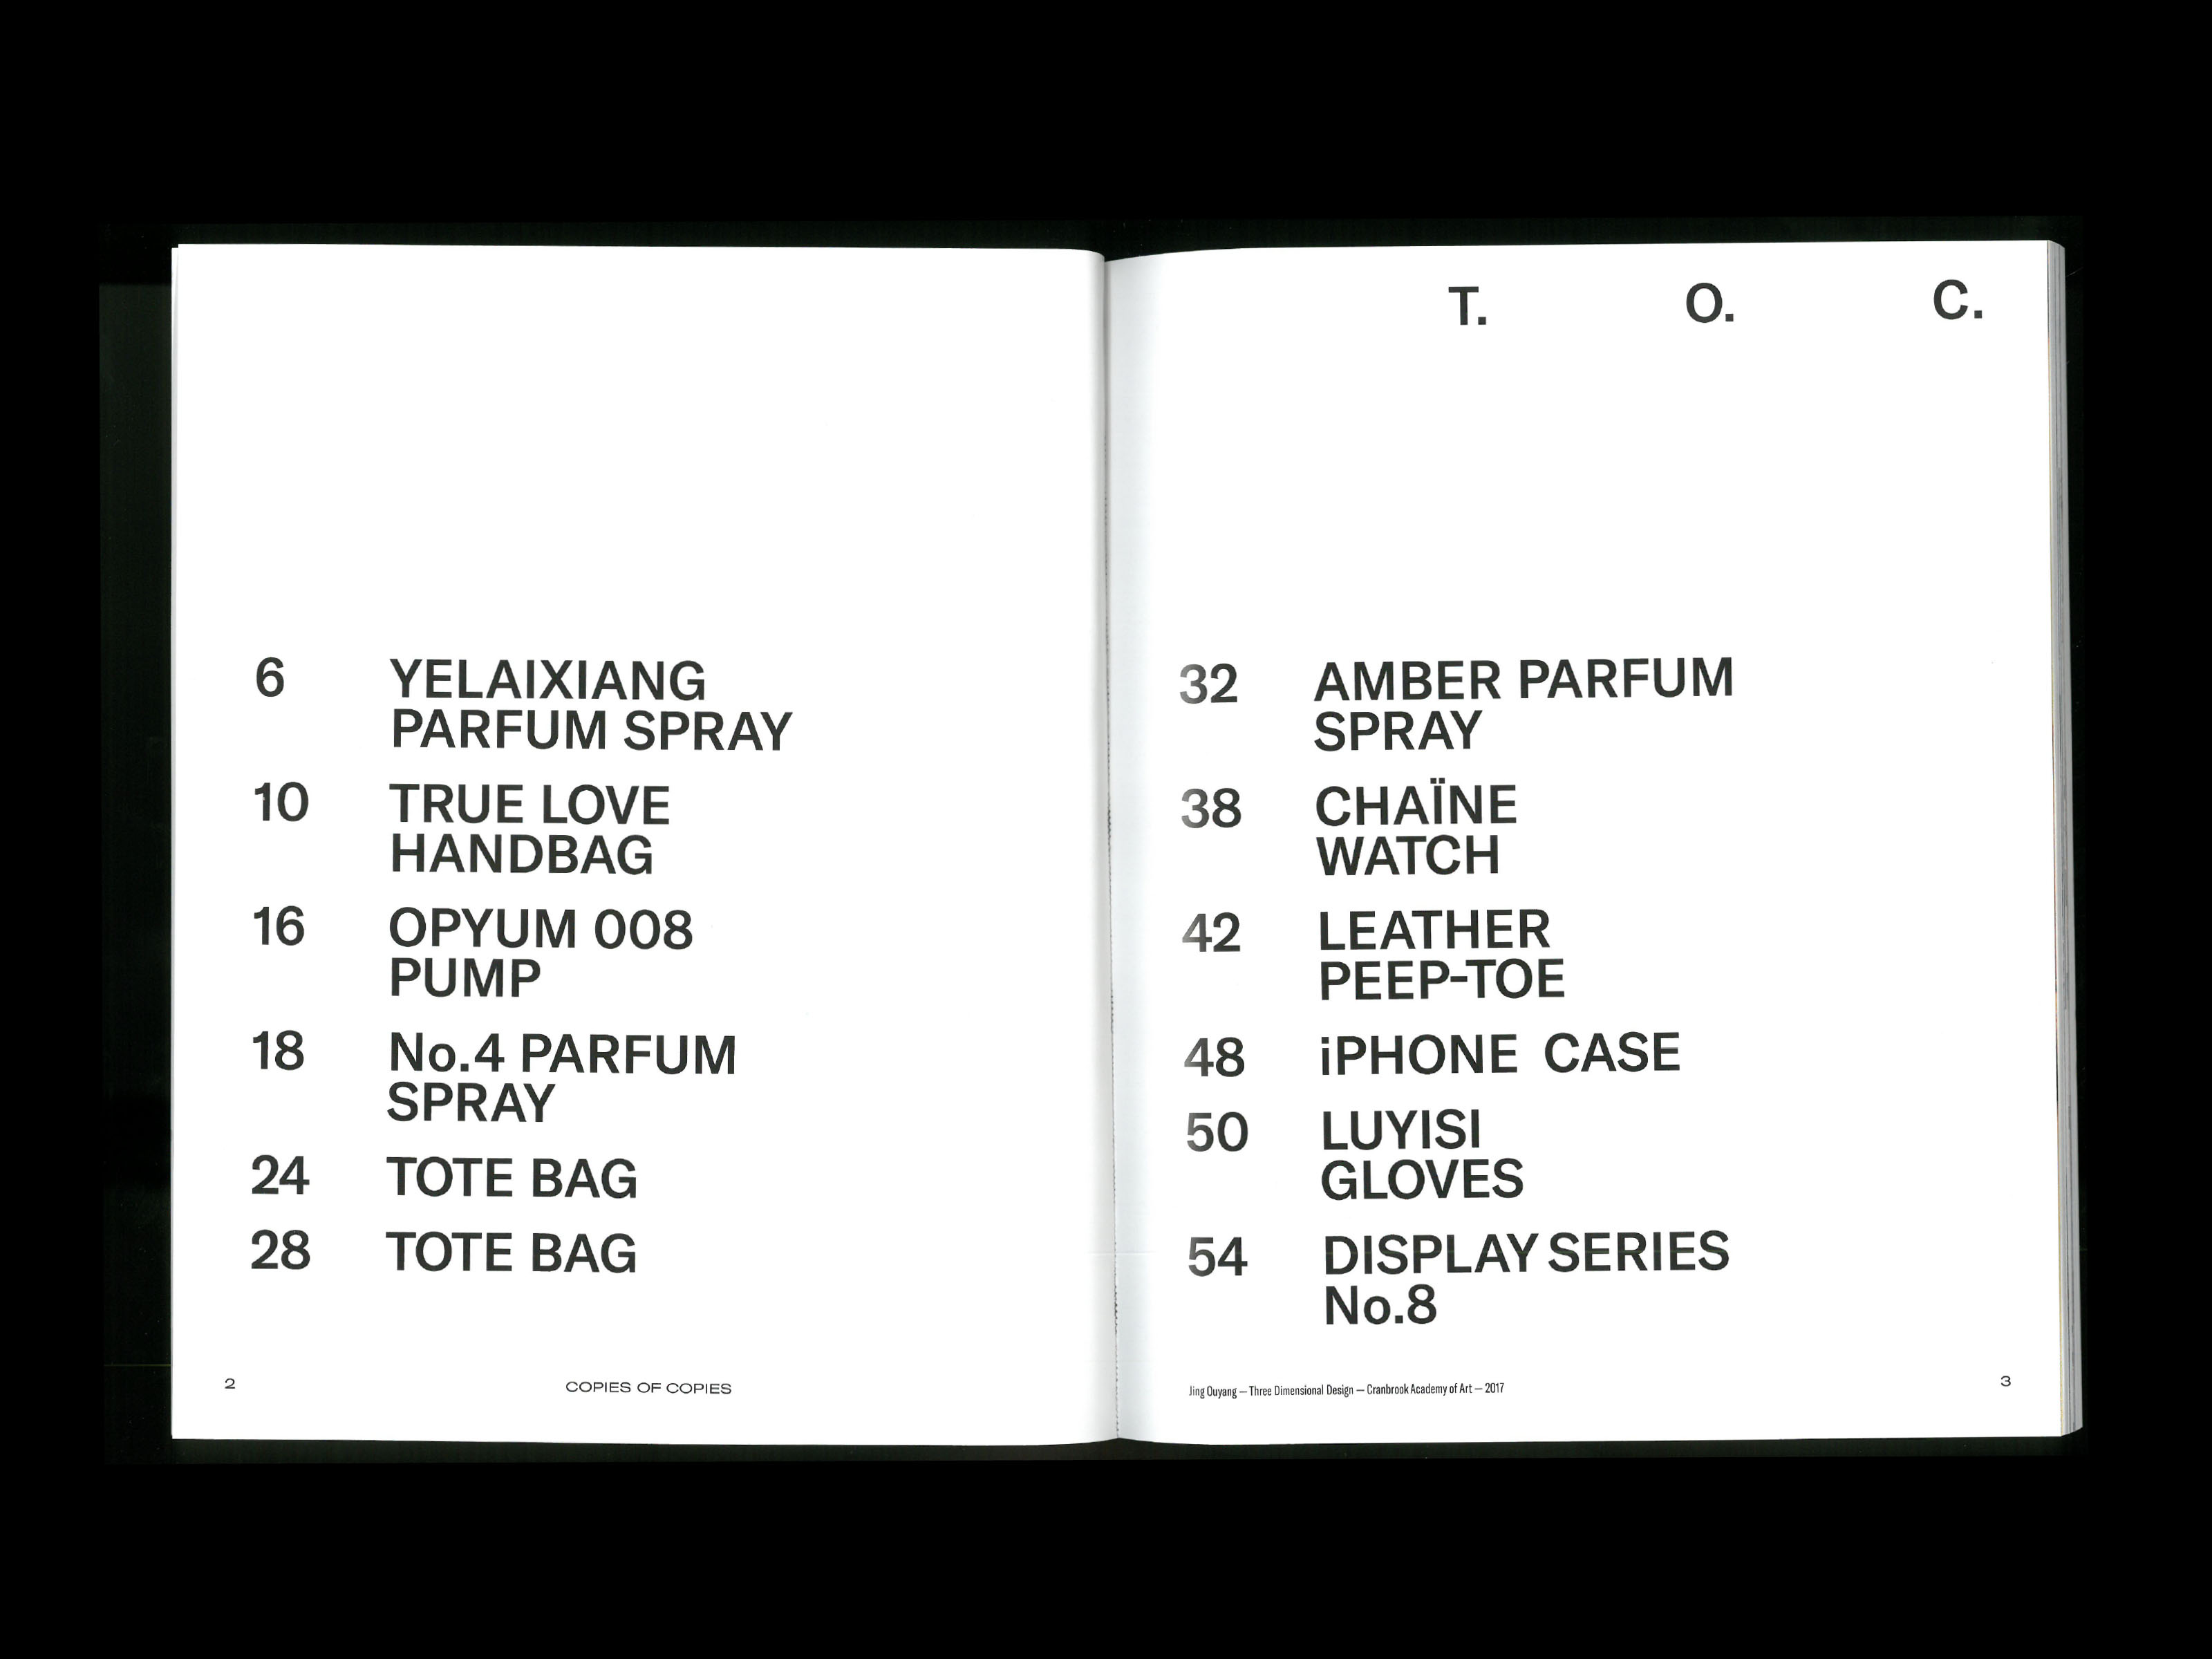 6 YELAIXIANG
PARFUM SPRAY
10 TRUE LOVE
HANDBAG
16 OPYUM 008
PUMP
18 No.4 PARFUM
SPRAY
24 TOTE BAG
28 TOTE BAG
2 COPIES OF COPIES
T. O. C.
32 AMBER PARFUM
SPRAY
38 CHAÏNE
WATCH
42 LEATHER
PEEP-TOE
48 iPHONE CASE
50 LUYISI
GLOVES
54 DISPLAY SERIES
No.8
Jing Ouyang — Three Dimensional Design — Cranbrook Academy of Art — 2017 3